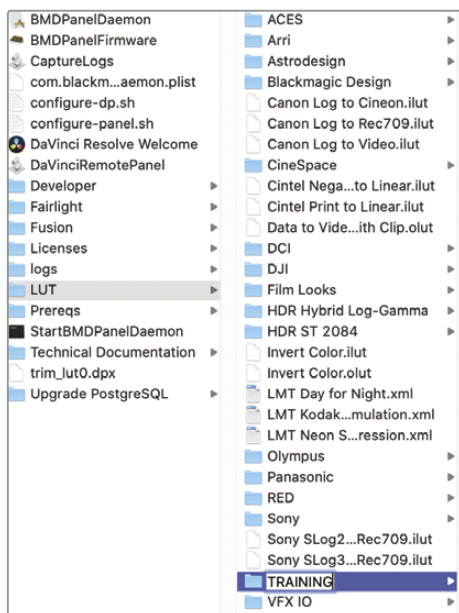 BMDPanelDaemon
BMDPanelFirmware
CaptureLogs
com.blackm...aemon.plist
configure-dp.sh
configure-panel.sh
DaVinci Resolve Welcome
DaVinciRemotePanel
Developer
Fairlight
Fusion
Licenses
logs
LUT
Prereqs
StartBMDPanelDaemon
Technical Documentation
trim_lut0.dpx
Upgrade PostgreSQL
ACES
Arri
Astrodesign
Blackmagic Design
Canon Log to Cineon.ilut
Canon Log to Rec709.ilut
Canon Log to Video.ilut
CineSpace
Cintel Nega...to Linear.ilut
Cintel Print to Linear.ilut
Data to Vide...ith Clip.olut
DCI
DJI
Film Looks
HDR Hybrid Log-Gamma
HDR ST 2084
Invert Color.ilut
Invert Color.olut
LMT Day for Night.xml
LMT Kodak...mulation.xml
LMT Neon S...ression.xml
Olympus
Panasonic
RED
Sony
Sony SLog2...Rec709.ilut
Sony SLog3...Rec709.ilut
TRAINING
VFX IO